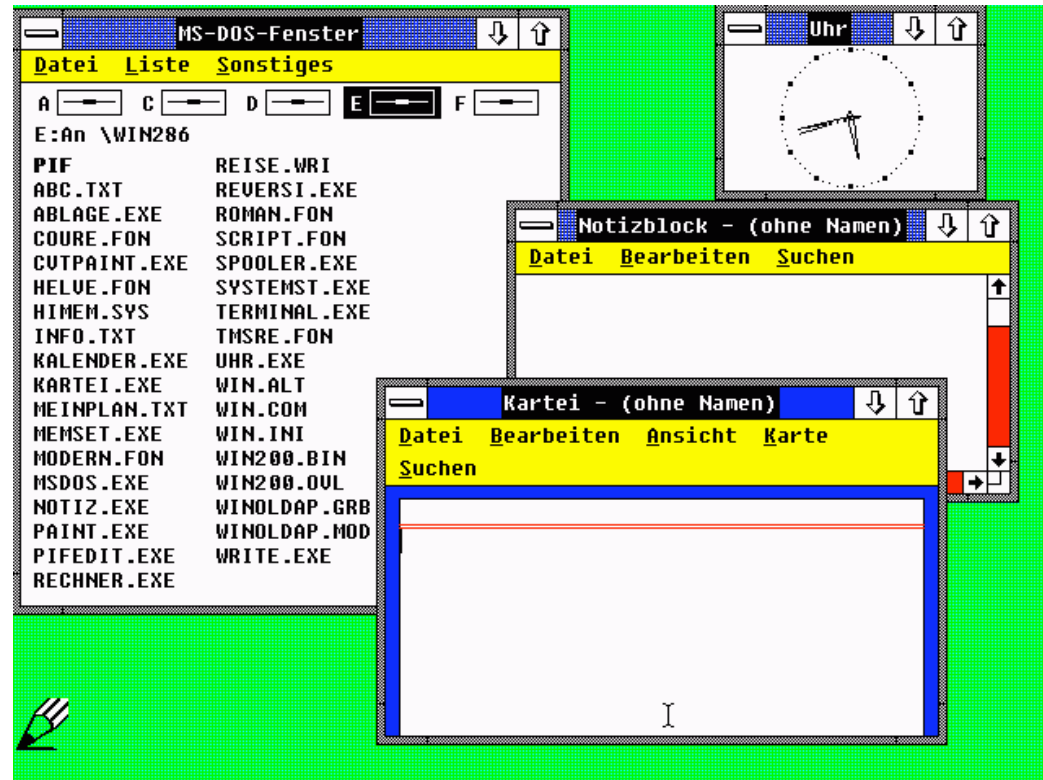 MS-DOS-Fenster
Datei Liste Sonstiges
A C D E F
E:An \WIN286
PIF REISE.WRI
ABC.TXT REVERSI.EXE
ABLAGE.EXE ROMAN.FON
COURE.FON SCRIPT.FON
CVTPAINT.EXE SPOOLER.EXE
HELVE.FON SYSTEMST.EXE
HIMEM.SYS TERMINAL.EXE
INFO.TXT TMSRE.FON
KALENDER.EXE UHR.EXE
KARTEI.EXE WIN.ALT
MEINPLAN.TXT WIN.COM
MEMSET.EXE WIN.INI
MODERN.FON WIN200.BIN
MSDOS.EXE WIN200.OVL
NOTIZ.EXE WINOLDAP.GRB
PAINT.EXE WINOLDAP.MOD
PIFEDIT.EXE WRITE.EXE
RECHNER.EXE
Uhr
Notizblock - (ohne Namen)
Datei Bearbeiten Suchen
Kartei - (ohne Namen)
Datei Bearbeiten Ansicht Karte
Suchen